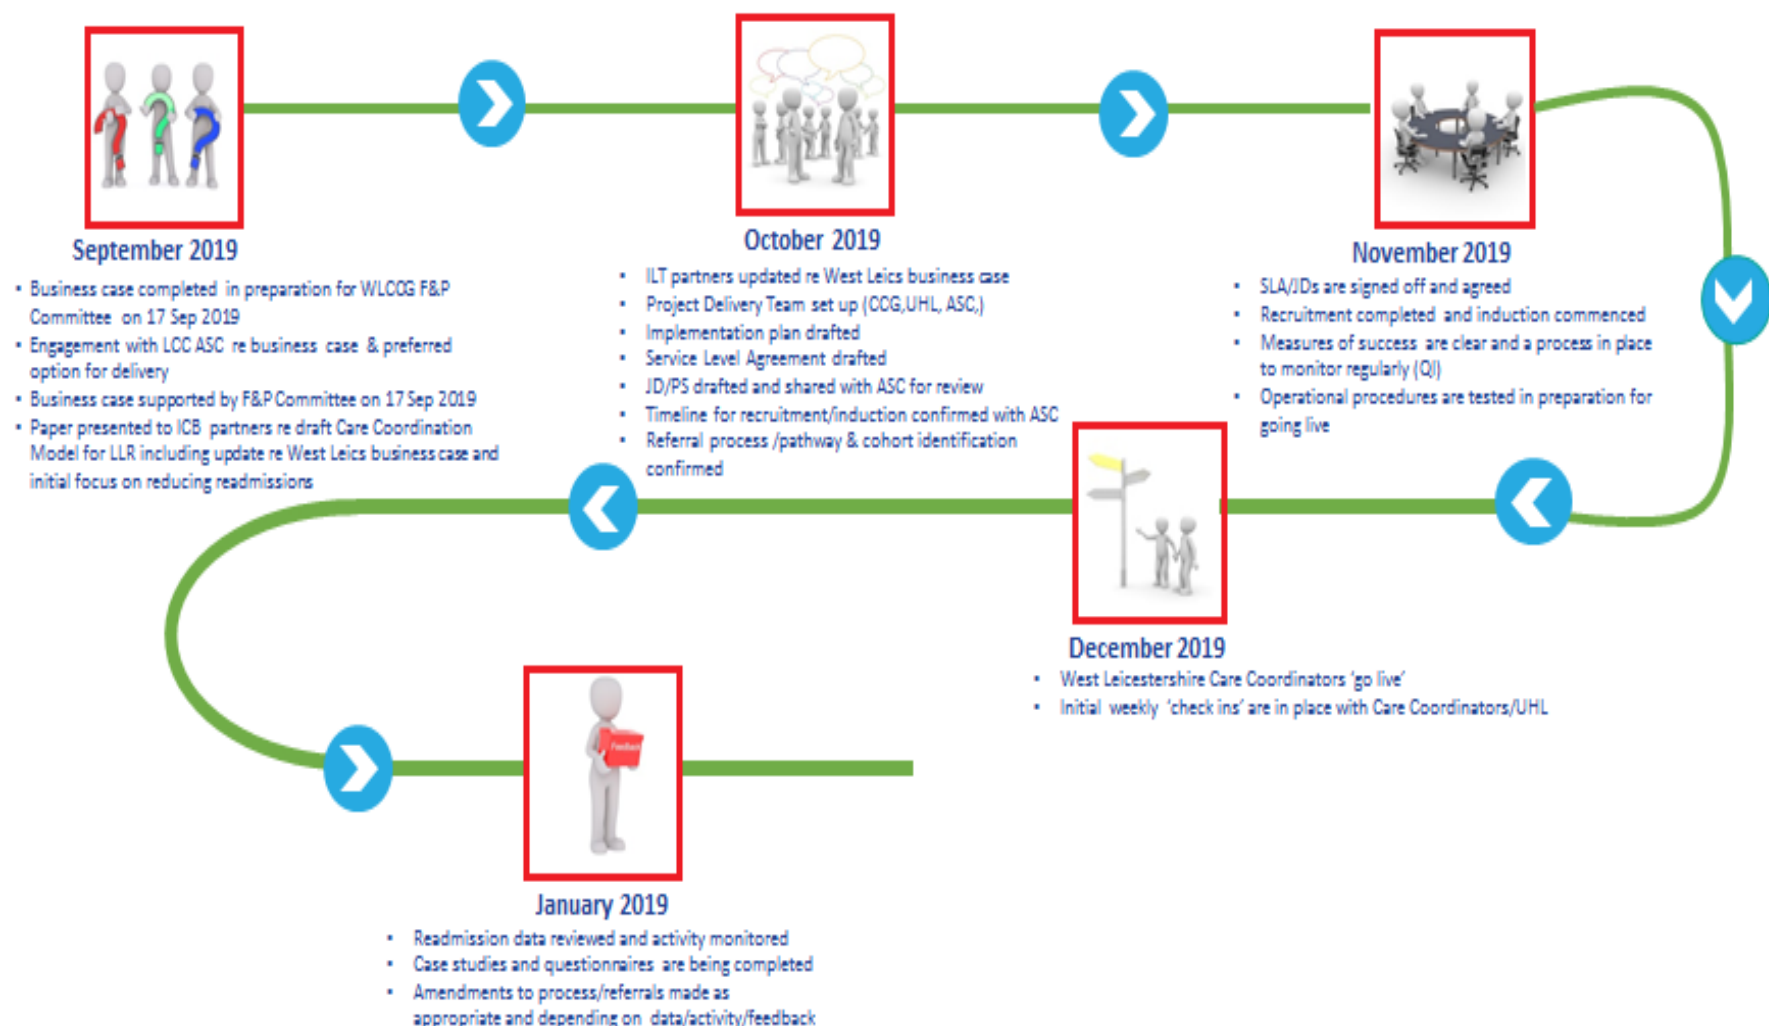 September 2019
▪ Business case completed in preparation for WLCCG F&P
Committee on 17 Sep 2019
▪ Engagement with LCC ASC re business case & preferred
option for delivery
▪ Business case supported by F&P Committee on 17 Sep 2019
▪ Paper presented to ICB partners re draft Care Coordination
Model for LLR including update re West Leics business case and
initial focus on reducing readmissions
October 2019
▪ ILT partners updated re West Leics business case
▪ Project Delivery Team set up (CCG,UHL, ASC,)
▪ Implementation plan drafted
▪ Service Level Agreement drafted
▪ JD/PS drafted and shared with ASC for review
▪ Timeline for recruitment/induction confirmed with ASC
▪ Referral process /pathway & cohort identification
confirmed
November 2019
▪ SLA/JDs are signed off and agreed
▪ Recruitment completed and induction commenced
▪ Measures of success are clear and a process in place
to monitor regularly (QI)
▪ Operational procedures are tested in preparation for
going live
December 2019
▪ West Leicestershire Care Coordinators ‘go live’
▪ Initial weekly ‘check ins’ are in place with Care Coordinators/UHL
Feedback
January 2019
▪ Readmission data reviewed and activity monitored
▪ Case studies and questionnaires are being completed
▪ Amendments to process/referrals made as
appropriate and depending on data/activity/feedback